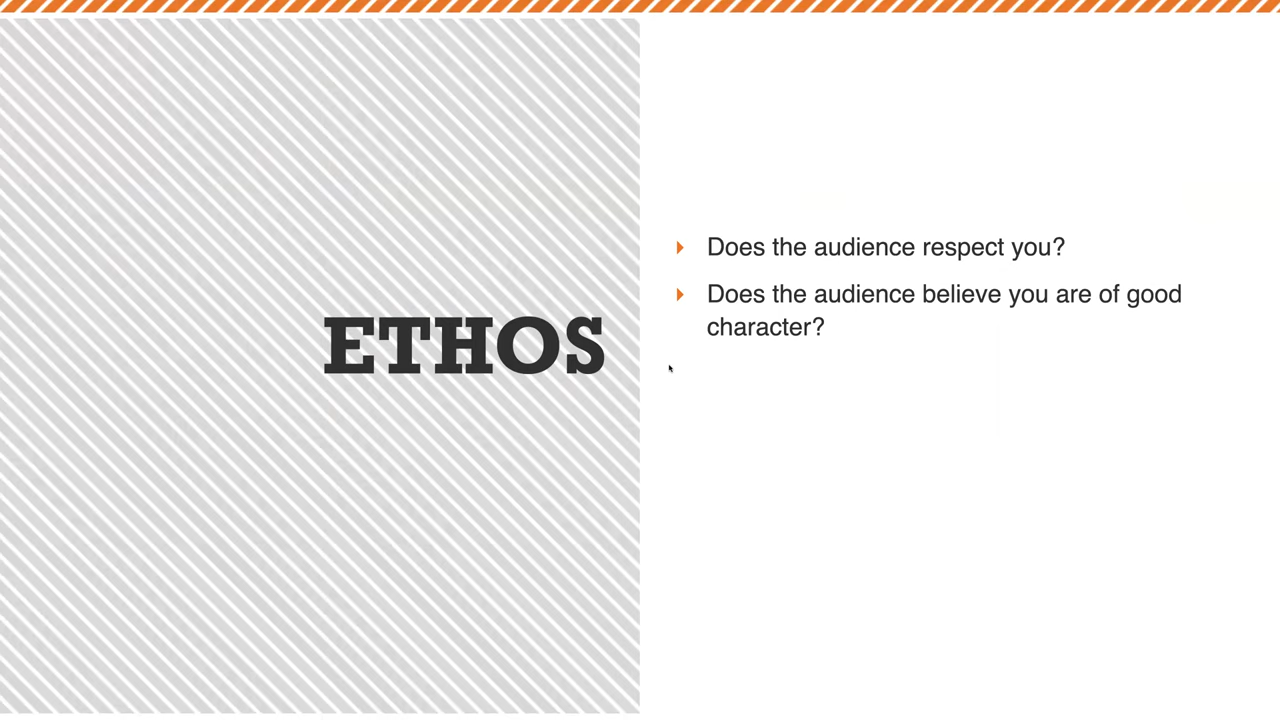 ETHOS
Does the audience respect you?
Does the audience believe you are of good
character?